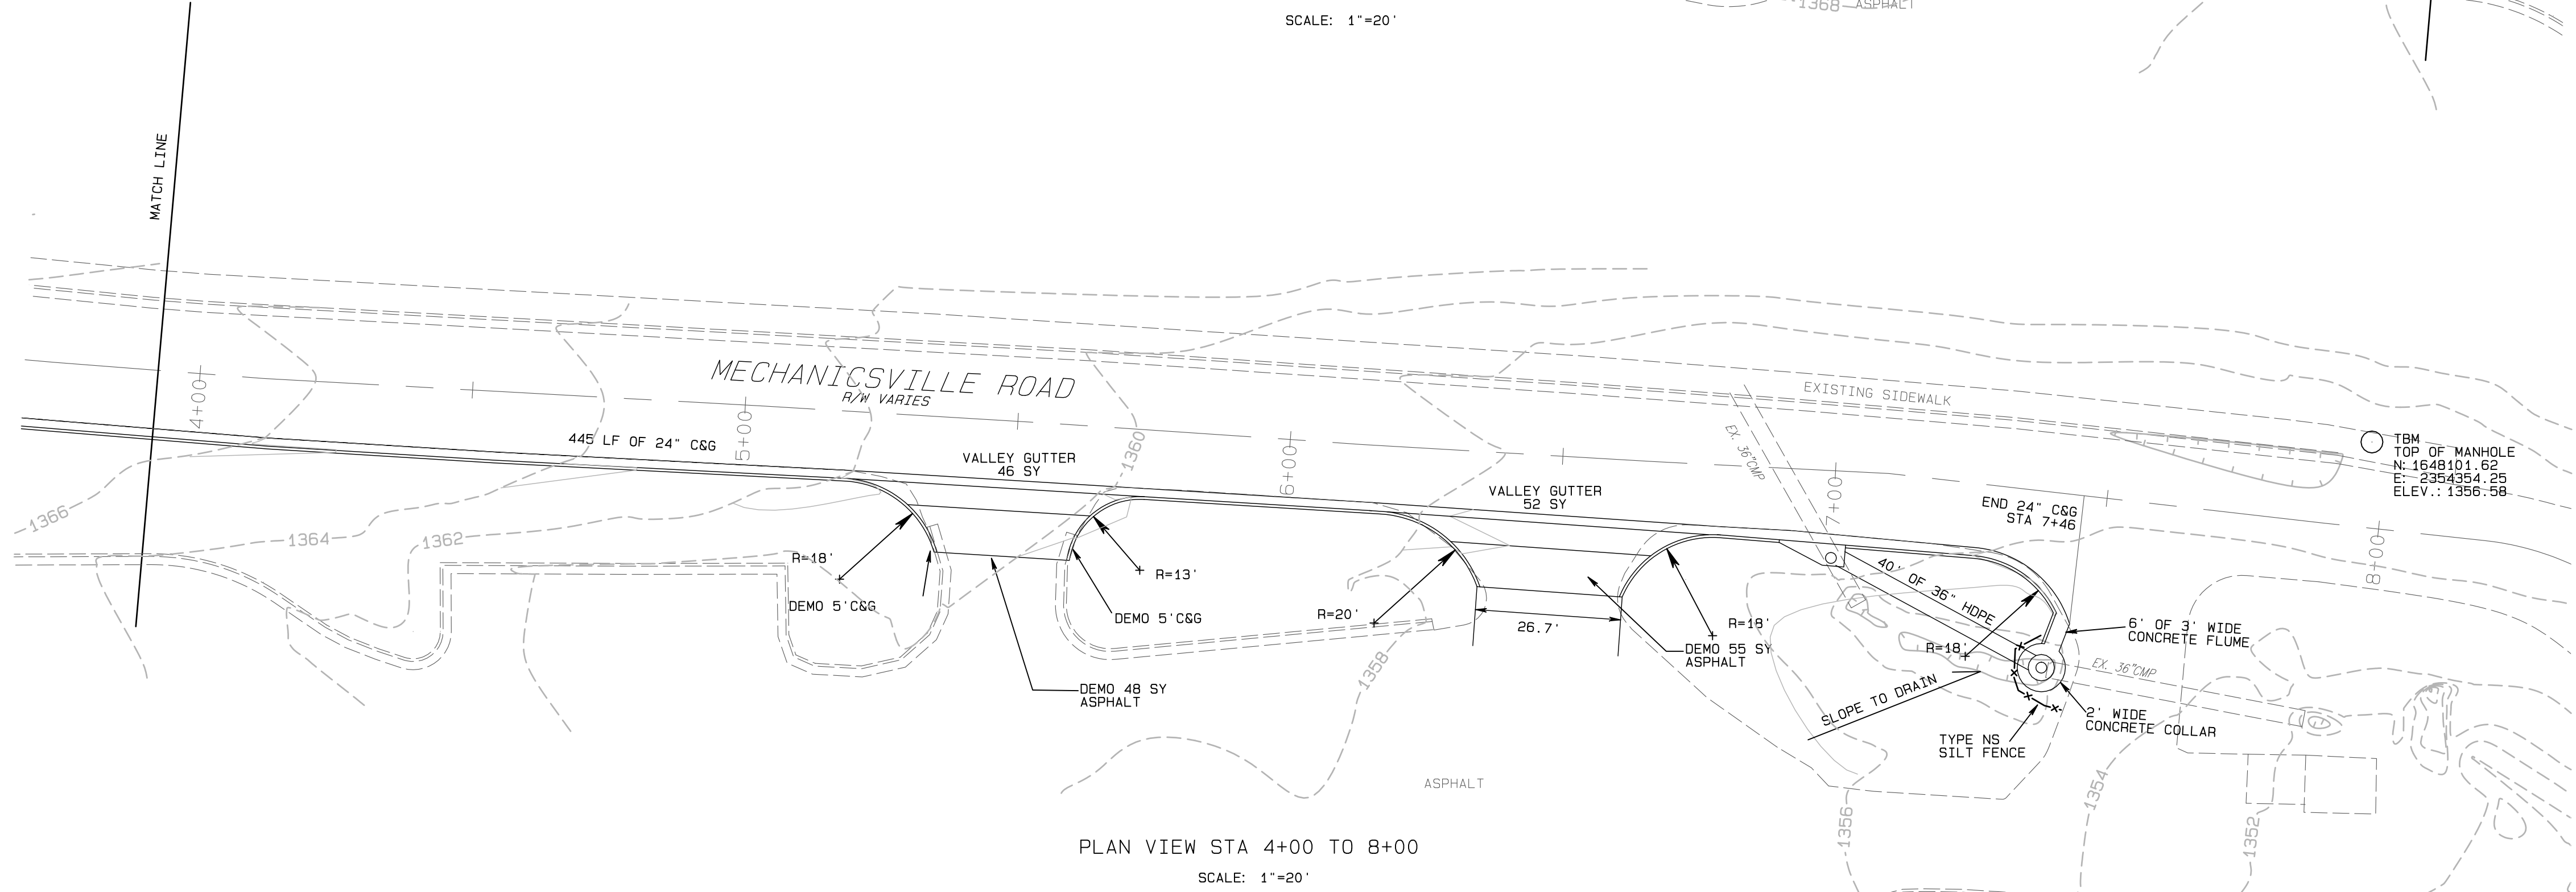 SCALE: 1"=20'
1368
ASPHALT
MATCH LINE
MECHANICSVILLE ROAD
R/W VARIES
EXISTING SIDEWALK
4+00
5+00
6+00
7+00
8+00
445 LF OF 24" C&G
VALLEY GUTTER
46 SY
VALLEY GUTTER
52 SY
EX. 36"CMP
1360
TBM
TOP OF MANHOLE
N: 1648101.62
E: 2354354.25
ELEV.: 1356.58
END 24" C&G
STA 7+46
1366
1364
1362
R=18'
R=13'
DEMO 5'C&G
DEMO 5'C&G
R=20'
26.7'
R=18'
40' OF 36" HDPE
R=18'
6' OF 3' WIDE
CONCRETE FLUME
DEMO 55 SY
ASPHALT
EX. 36"CMP
DEMO 48 SY
ASPHALT
1358
SLOPE TO DRAIN
2' WIDE
CONCRETE COLLAR
TYPE NS
SILT FENCE
ASPHALT
1356
1354
1352
PLAN VIEW STA 4+00 TO 8+00
SCALE: 1"=20'